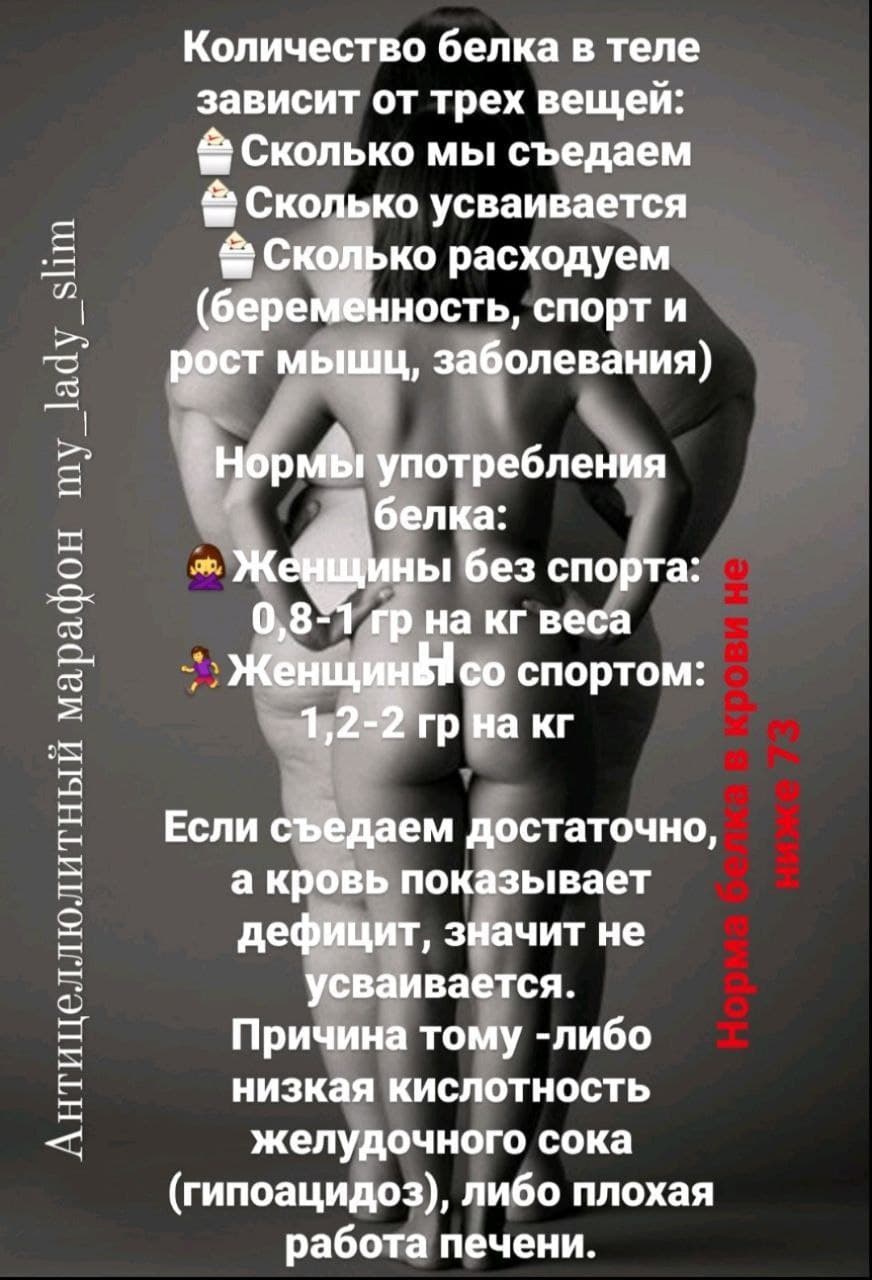 Количество белка в теле
зависит от трех вещей:
Сколько мы съедаем
Сколько усваивается
Сколько расходуем
(беременность, спорт и
рост мышц, заболевания)
Нормы употребления
белка:
Женщины без спорта:
0,8-1 гр на кг веса
Н
Женщины со спортом:
1,2-2 гр на кг
Если съедаем достаточно,
а кровь показывает
дефицит, значит не
усваивается.
Причина тому -либо
низкая кислотность
желудочного сока
(гипоацидоз), либо плохая
работа печени.
Антицеллюлитный марафон my_lady_slim
Норма белка в крови не
ниже 73